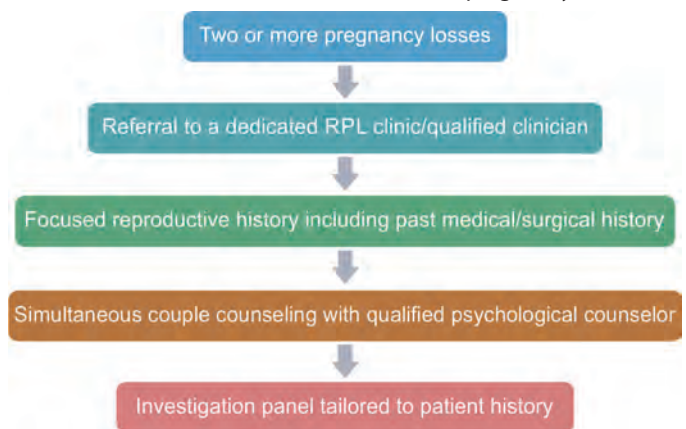 Two or more pregnancy losses
Referral to a dedicated RPL clinic/qualified clinician
Focused reproductive history including past medical/surgical history
Simultaneous couple counseling with qualified psychological counselor
Investigation panel tailored to patient history